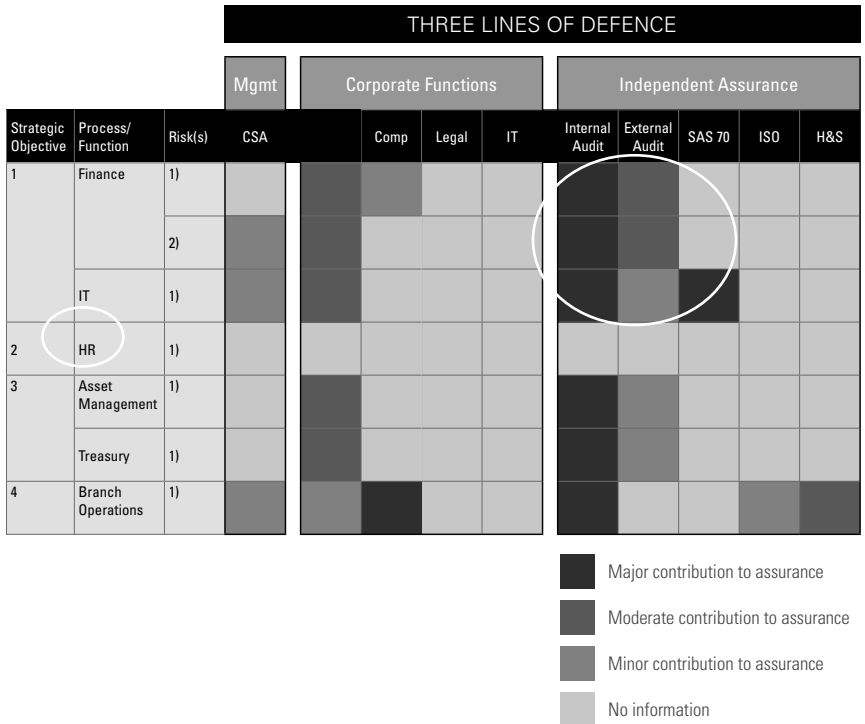 THREE LINES OF DEFENCE
Mgmt Corporate Functions Independent Assurance
Strategic Objective Process/ Function Risk(s) CSA Comp Legal IT Internal Audit External Audit SAS 70 ISO H&S
1 Finance 1)
2)
IT 1)
2 HR 1)
3 Asset Management 1)
Treasury 1)
4 Branch Operations 1)
Major contribution to assurance
Moderate contribution to assurance
Minor contribution to assurance
No information